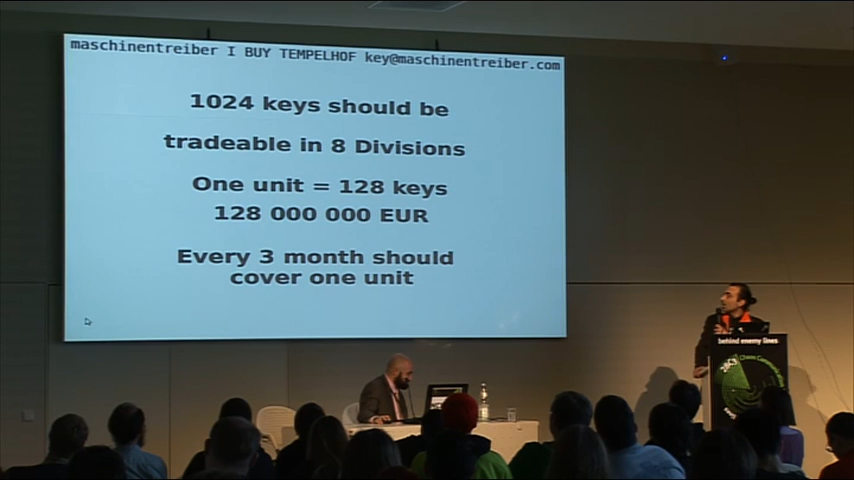 maschinentreiber I BUY TEMPELHOF key@maschinentreiber.com
1024 keys should be
tradeable in 8 Divisions
One unit = 128 keys
128 000 000 EUR
Every 3 month should
cover one unit
behind enemy lines